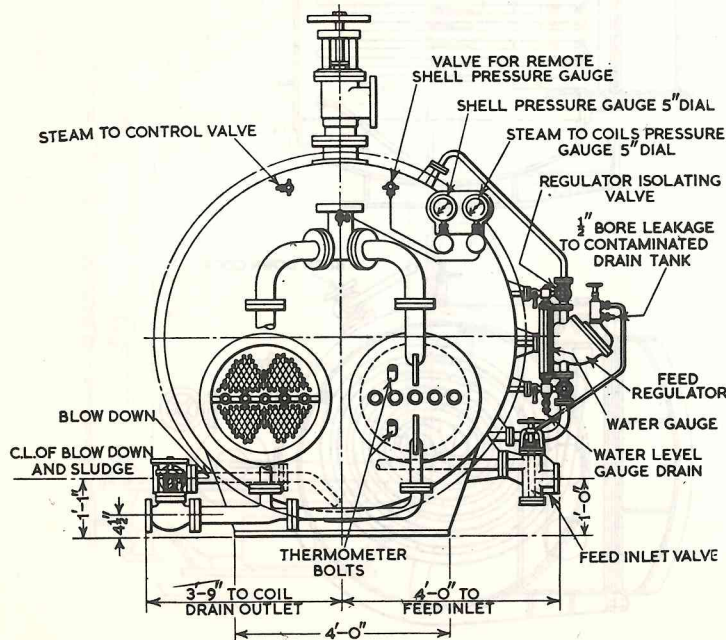 VALVE FOR REMOTE
SHELL PRESSURE GAUGE
SHELL PRESSURE GAUGE 5" DIAL
STEAM TO CONTROL VALVE
STEAM TO COILS PRESSURE
GAUGE 5" DIAL
REGULATOR ISOLATING
VALVE
½" BORE LEAKAGE
TO CONTAMINATED
DRAIN TANK
FEED
REGULATOR
WATER GAUGE
BLOW DOWN
WATER LEVEL
GAUGE DRAIN
C.L.OF BLOW DOWN
AND SLUDGE
1'-1"
4½"
1'-0"
THERMOMETER
BOLTS
FEED INLET VALVE
3'-9" TO COIL
DRAIN OUTLET
4'-0" TO
FEED INLET
4'-0"